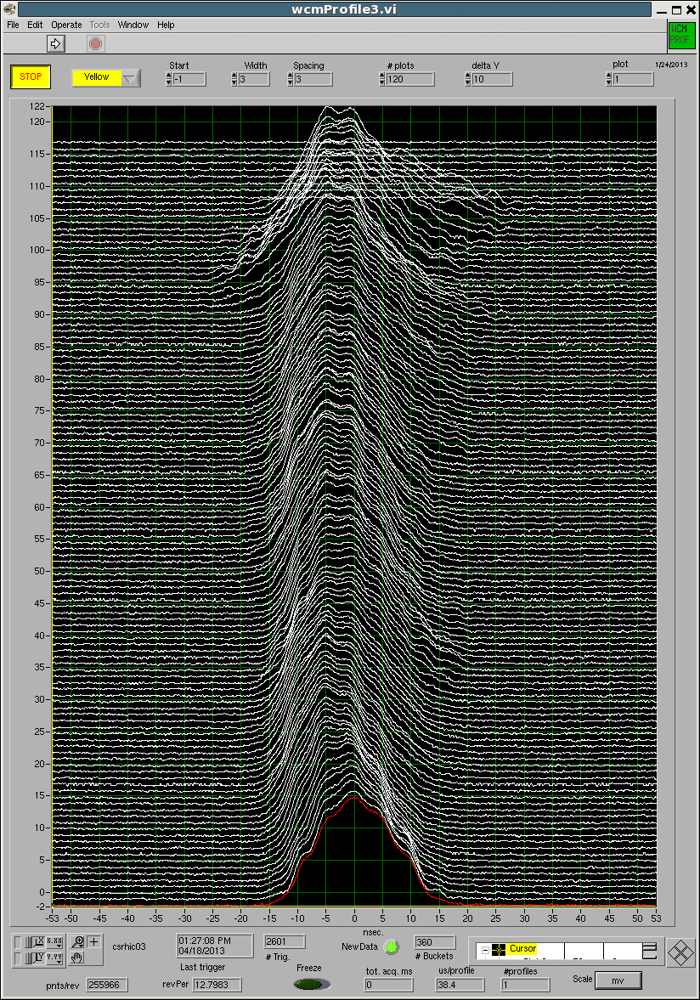 wcmProfile3.vi
File Edit Operate Tools Window Help
WCM
PROF
Start Width Spacing # plots delta Y plot 1/24/2013
STOP Yellow -1 3 3 120 10 1
122
120
115
110
105
100
95
90
85
80
75
70
65
60
55
50
45
40
35
30
25
20
15
10
5
0
-2
-53 -50 -45 -40 -35 -30 -25 -20 -15 -10 -5 0 5 10 15 20 25 30 35 40 45 50 53
nsec.
X X.XX
Y Y.YY
csrhic03
01:27:08 PM
04/18/2013
Last trigger
2601
# Trig.
New Data
360
# Buckets
Cursor
pnts/rev 255966
revPer 12.7983
Freeze
tot. acq. ms
0
us/profile
38.4
#profiles
1
Scale mv